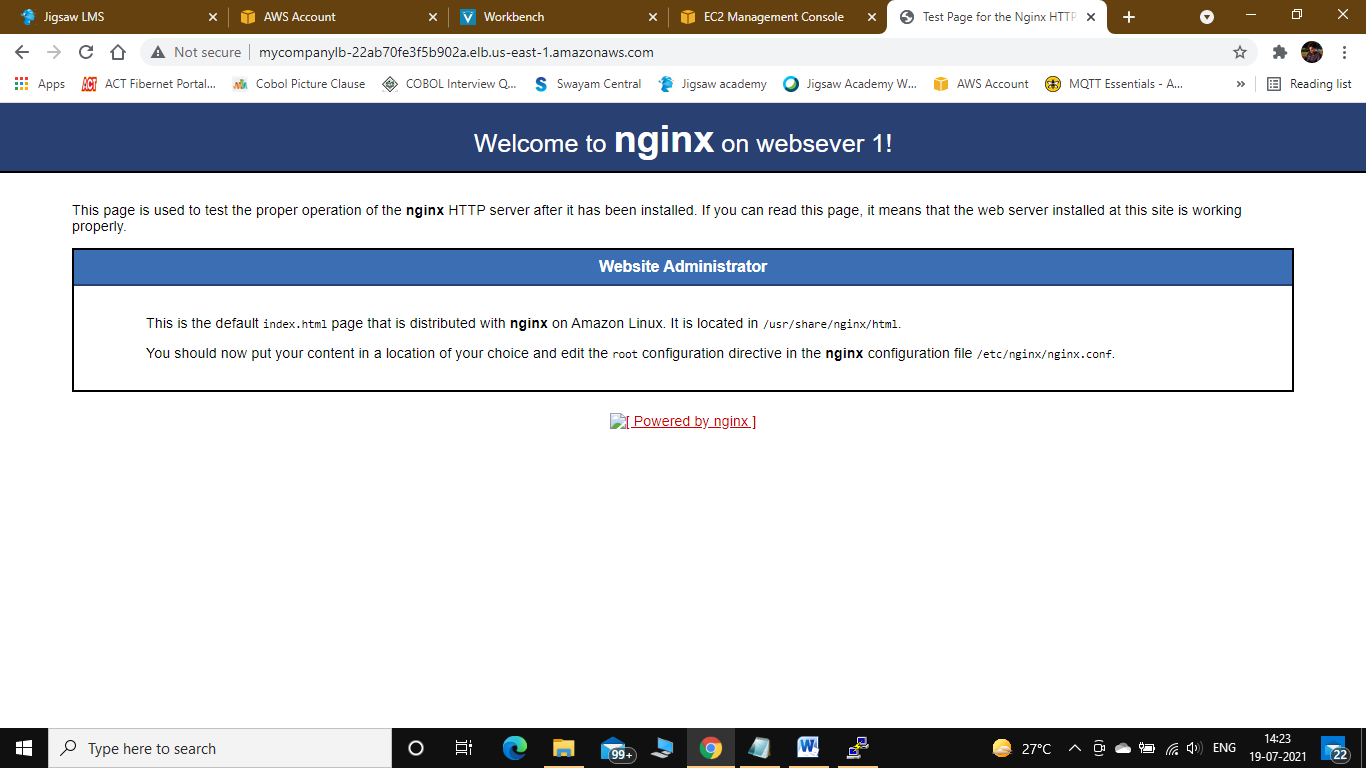 Jigsaw LMS
AWS Account
Workbench
EC2 Management Console
Test Page for the Nginx HTTP
Not secure
mycompanylb-22ab70fe3f5b902a.elb.us-east-1.amazonaws.com
Apps
ACT
ACT Fibernet Portal...
Cobol Picture Clause
COBOL Interview Q...
Swayam Central
Jigsaw academy
Jigsaw Academy W...
AWS Account
MQTT Essentials - A...
»
Reading list
Welcome to nginx on websever 1!
This page is used to test the proper operation of the nginx HTTP server after it has been installed. If you can read this page, it means that the web server installed at this site is working
properly.
Website Administrator
This is the default index.html page that is distributed with nginx on Amazon Linux. It is located in /usr/share/nginx/html.
You should now put your content in a location of your choice and edit the root configuration directive in the nginx configuration file /etc/nginx/nginx.conf.
[ Powered by nginx ]
Type here to search
99+
27°C
ENG
14:23
19-07-2021
22